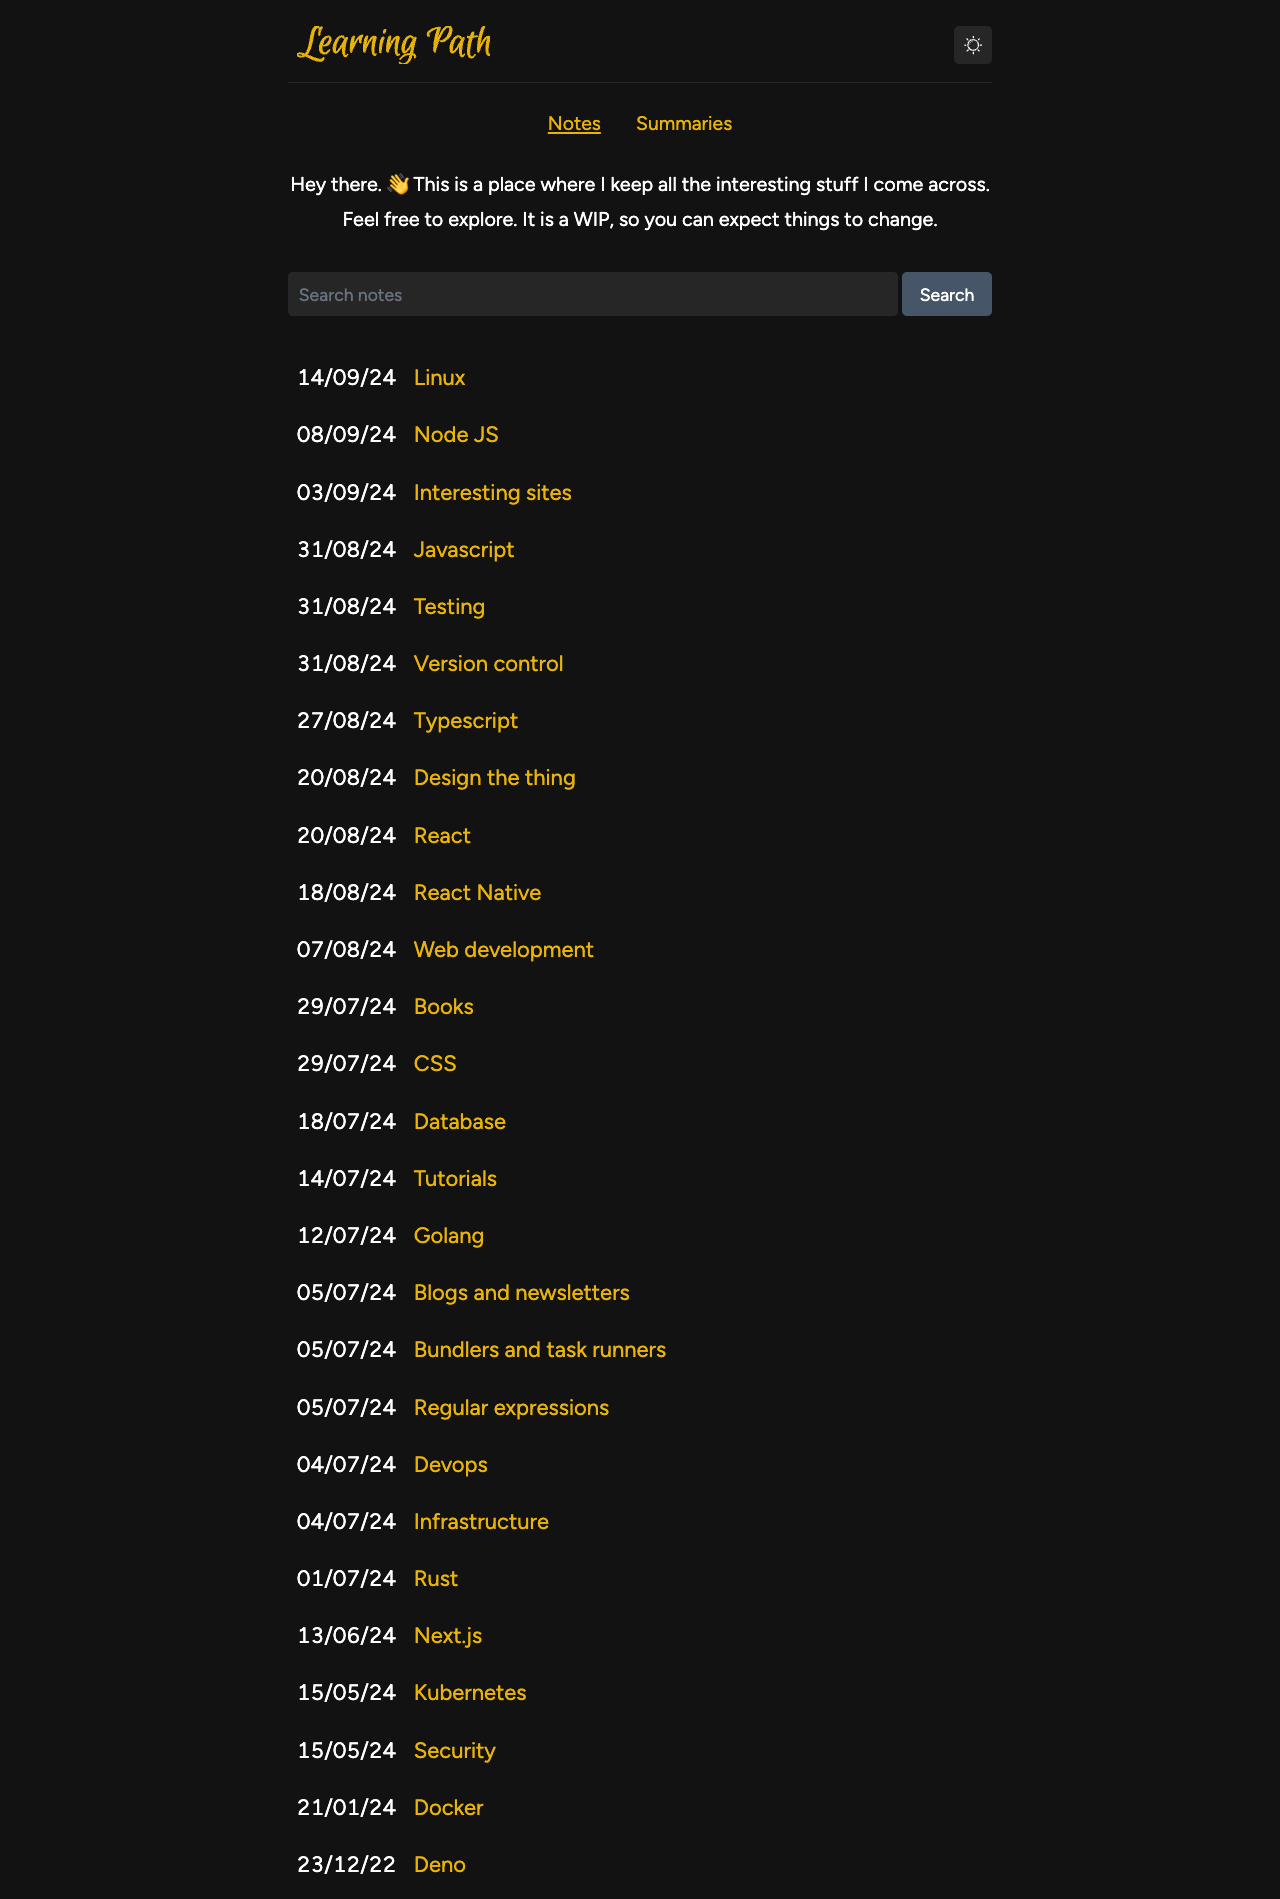 Learning Path
Notes Summaries
Hey there. 👋 This is a place where I keep all the interesting stuff I come across.
Feel free to explore. It is a WIP, so you can expect things to change.
Search notes Search
14/09/24 Linux
08/09/24 Node JS
03/09/24 Interesting sites
31/08/24 Javascript
31/08/24 Testing
31/08/24 Version control
27/08/24 Typescript
20/08/24 Design the thing
20/08/24 React
18/08/24 React Native
07/08/24 Web development
29/07/24 Books
29/07/24 CSS
18/07/24 Database
14/07/24 Tutorials
12/07/24 Golang
05/07/24 Blogs and newsletters
05/07/24 Bundlers and task runners
05/07/24 Regular expressions
04/07/24 Devops
04/07/24 Infrastructure
01/07/24 Rust
13/06/24 Next.js
15/05/24 Kubernetes
15/05/24 Security
21/01/24 Docker
23/12/22 Deno